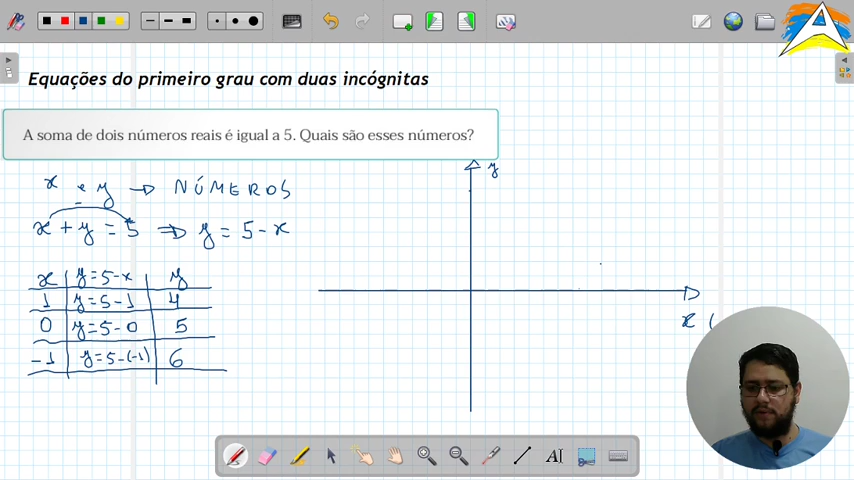 Equações do primeiro grau com duas incógnitas
A soma de dois números reais é igual a 5. Quais são esses números?
x e y → NÚMEROS
x + y = 5 ⇒ y = 5 - x
x | y = 5 - x | y
1 | y = 5 - 1 | 4
0 | y = 5 - 0 | 5
-1 | y = 5 - (-1) | 6
y
x (
A
AI